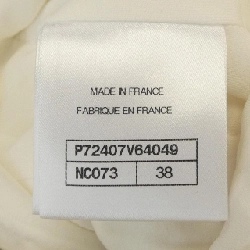 MADE IN FRANCE
FABRIQUE EN FRANCE
P72407V64049
NC073 38